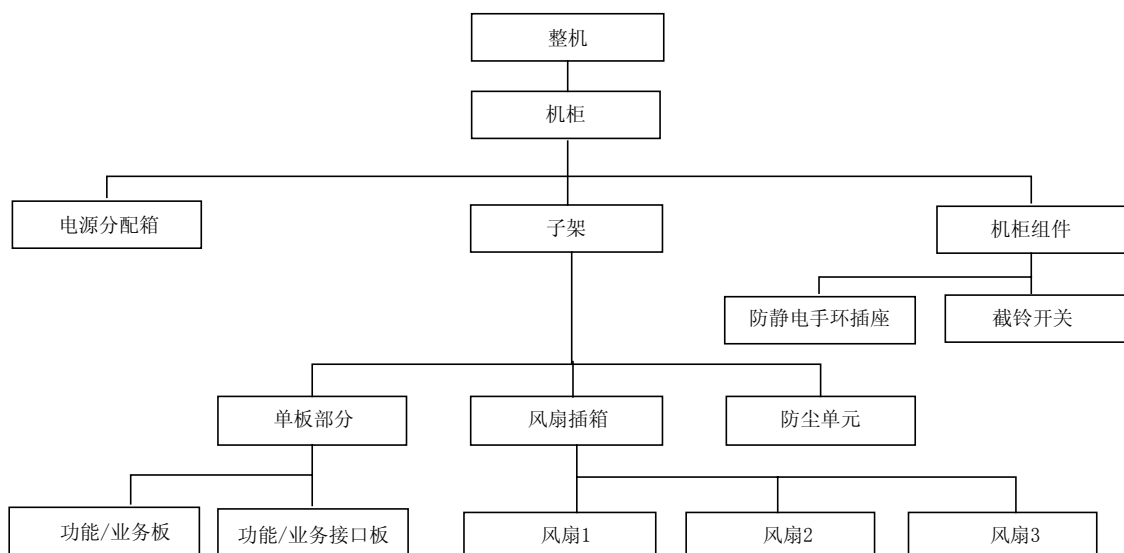 整机
机柜
电源分配箱
子架
机柜组件
防静电手环插座
截铃开关
单板部分
风扇插箱
防尘单元
功能/业务板
功能/业务接口板
风扇1
风扇2
风扇3